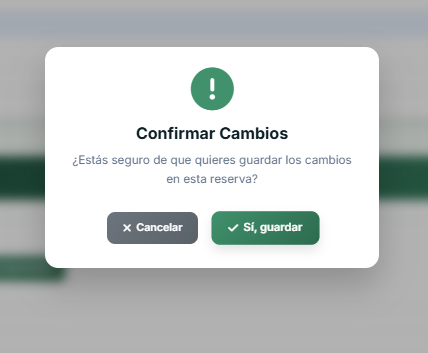 Confirmar Cambios
¿Estás seguro de que quieres guardar los cambios
en esta reserva?
Cancelar
Sí, guardar